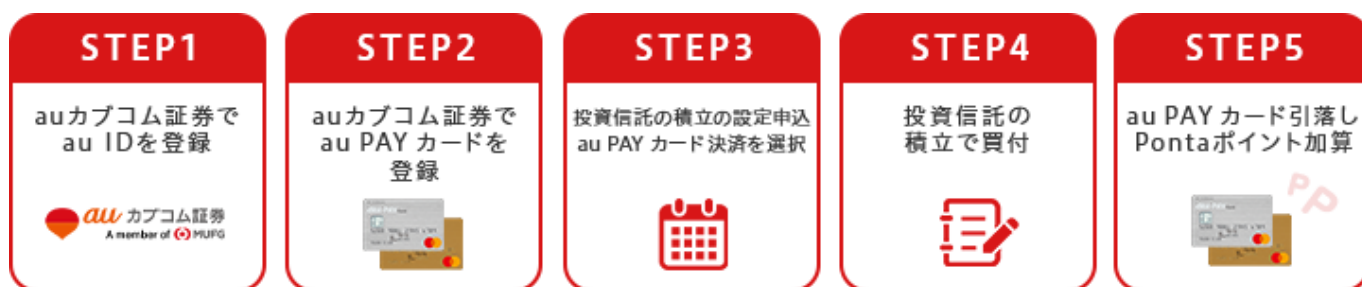 STEP1
auカブコム証券で
au IDを登録
au カブコム証券
A member of MUFG
STEP2
auカブコム証券で
au PAY カードを
登録
STEP3
投資信託の積立の設定申込
au PAY カード決済を選択
STEP4
投資信託の
積立で買付
STEP5
au PAY カード引落し
Pontaポイント加算
P P